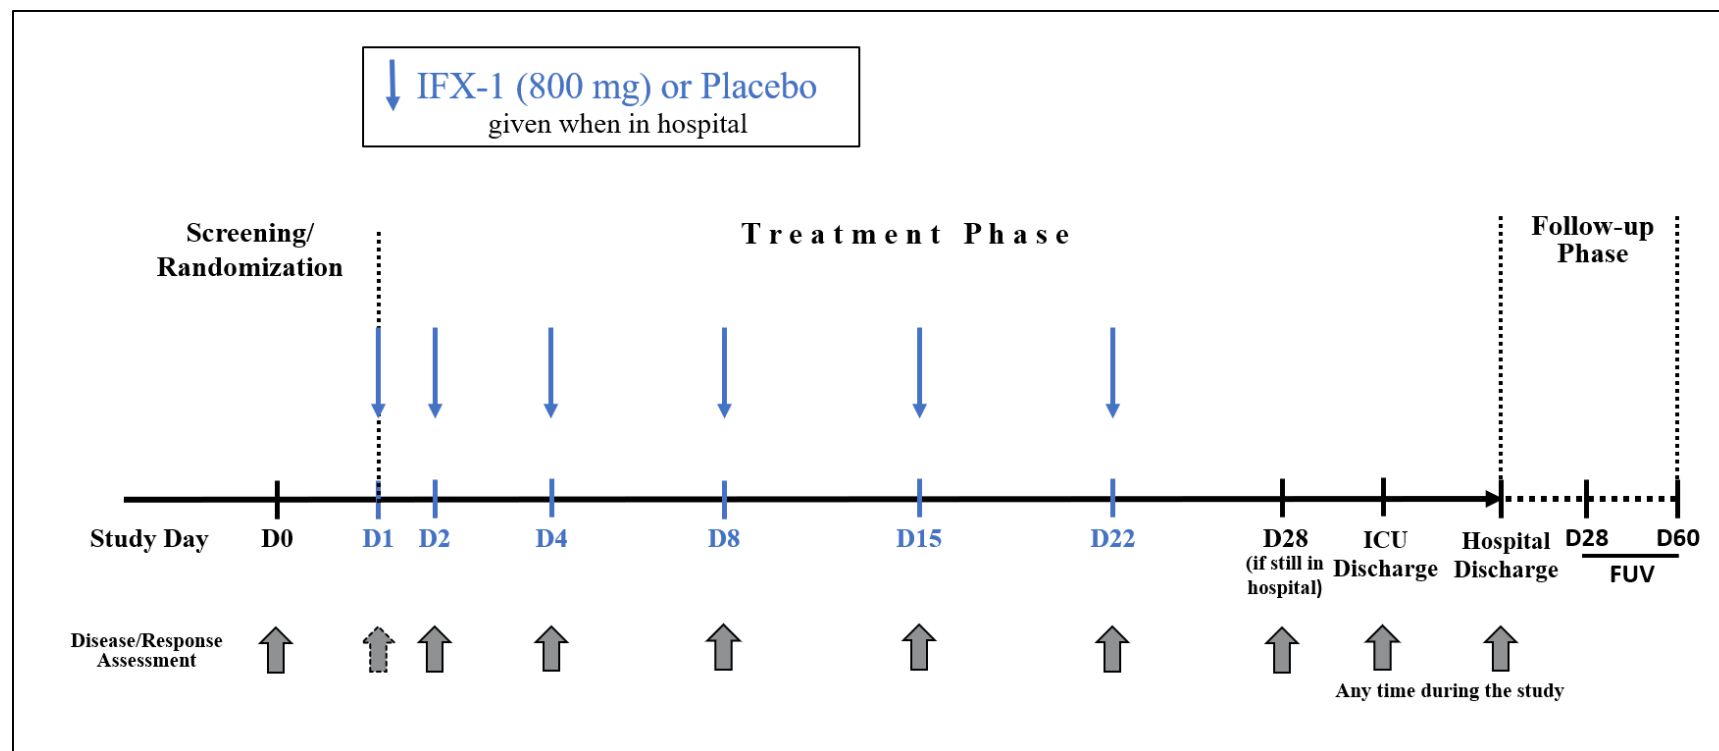 IFX-1 (800 mg) or Placebo
given when in hospital
Screening/
Randomization
Treatment Phase
Follow-up
Phase
Study Day
D0
D1
D2
D4
D8
D15
D22
D28
(if still in
hospital)
ICU
Discharge
Hospital
Discharge
D28
D60
FUV
Disease/Response
Assessment
Any time during the study